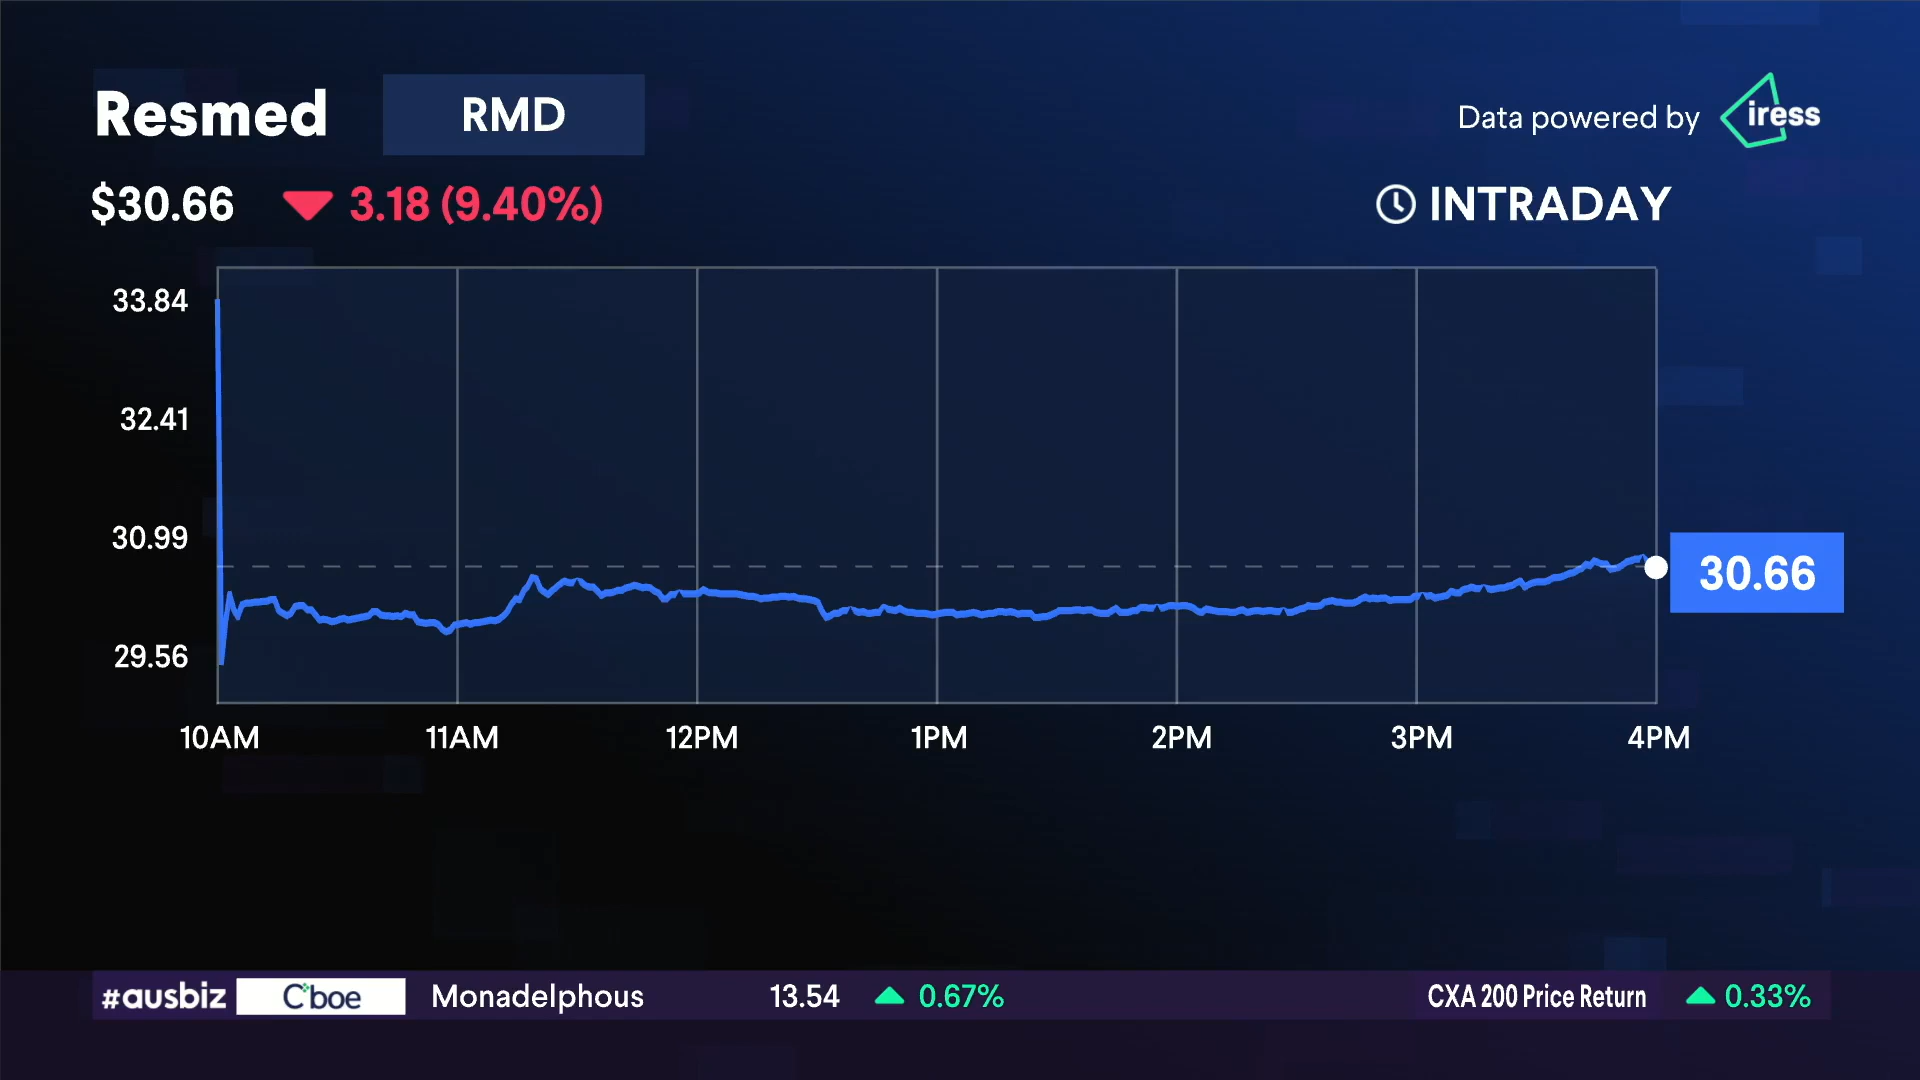 Resmed RMD
Data powered by iress
$30.66 3.18 (9.40%)
INTRADAY
33.84
32.41
30.99
30.66
29.56
10AM 11AM 12PM 1PM 2PM 3PM 4PM
#ausbiz Cboe Monadelphous 13.54 0.67% CXA 200 Price Return 0.33%